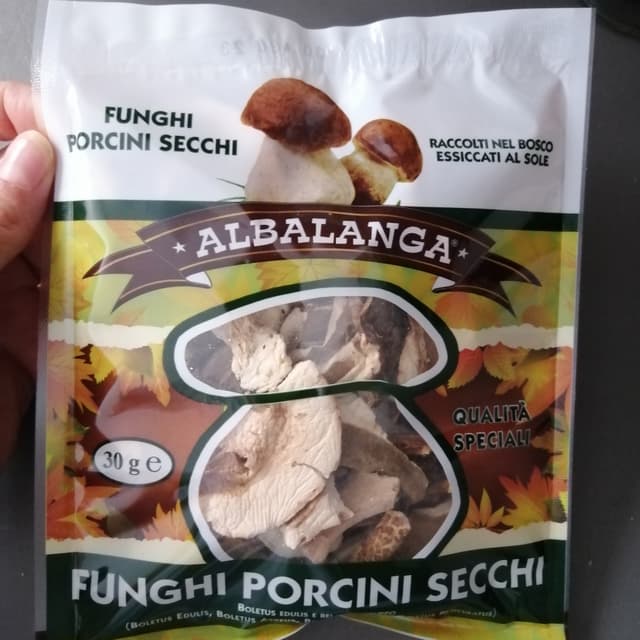 FUNGHI
PORCINI SECCHI
RACCOLTI NEL BOSCO
ESSICCATI AL SOLE
ALBALANGA®
QUALITÀ
SPECIALI
30 g e
FUNGHI PORCINI SECCHI
BOLETUS EDULIS E
(BOLETUS EDULIS, BOLETUS